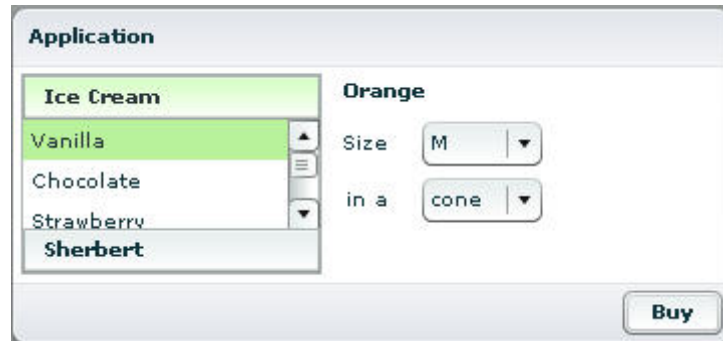 Application
Ice Cream
Vanilla
Chocolate
Strawberry
Sherbert
Orange
Size M
in a cone
Buy